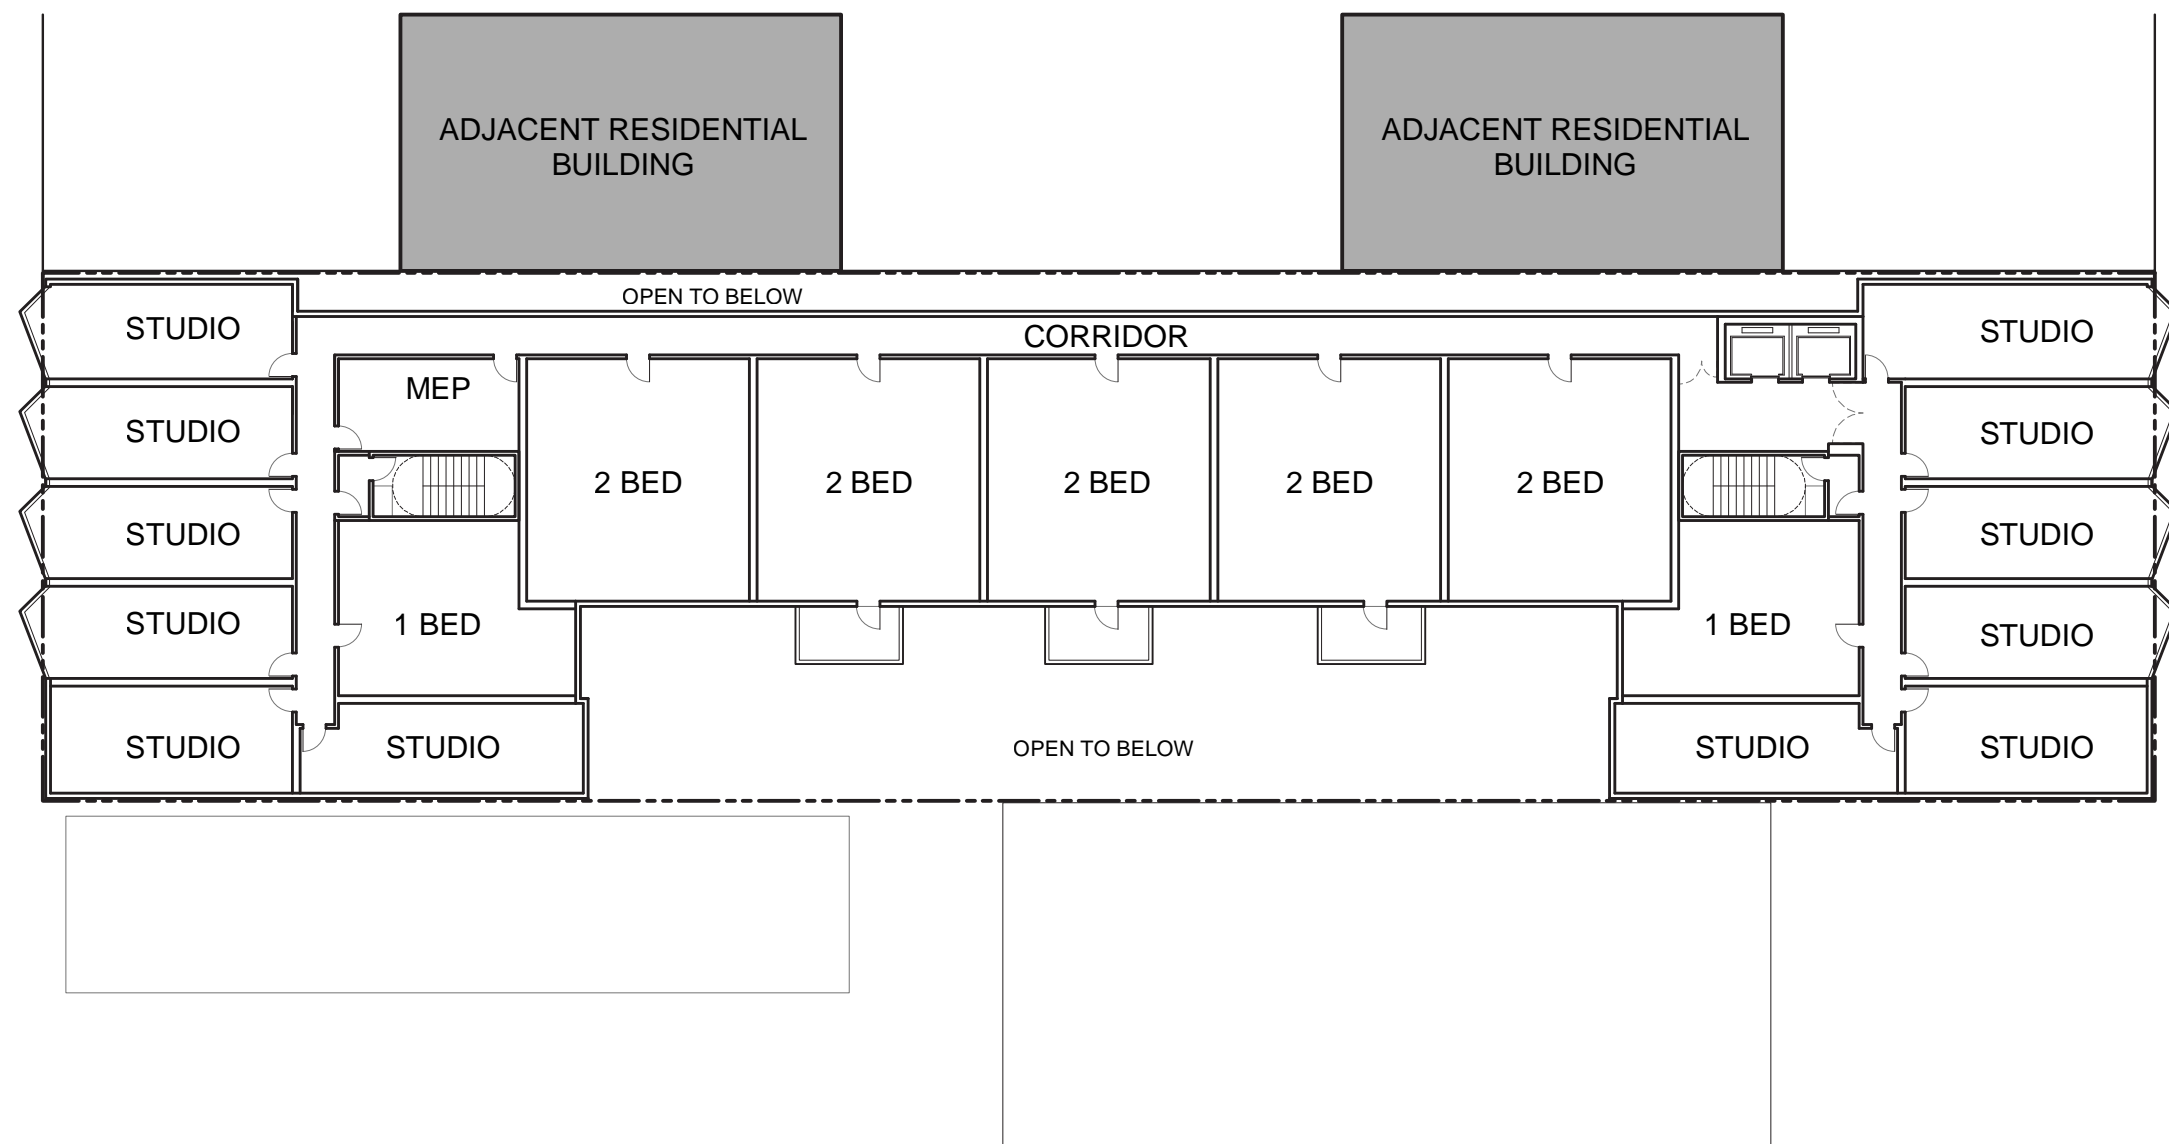 ADJACENT RESIDENTIAL
BUILDING
ADJACENT RESIDENTIAL
BUILDING
OPEN TO BELOW
CORRIDOR
STUDIO
STUDIO
MEP
STUDIO
STUDIO
2 BED
2 BED
2 BED
2 BED
2 BED
STUDIO
STUDIO
STUDIO
1 BED
1 BED
STUDIO
STUDIO
STUDIO
OPEN TO BELOW
STUDIO
STUDIO